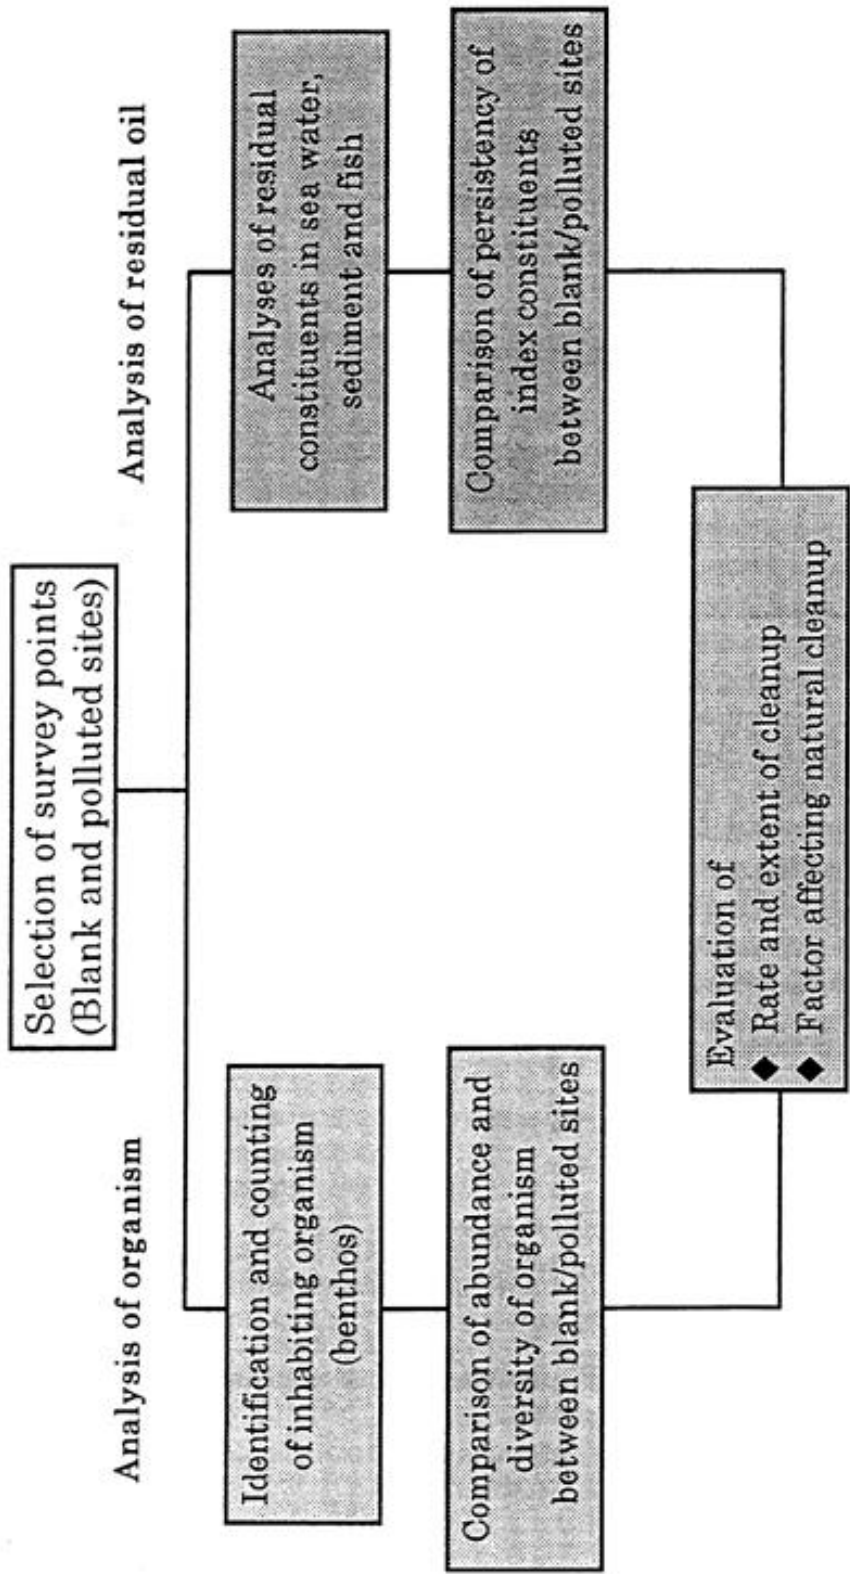 Selection of survey points
(Blank and polluted sites)
Analysis of organism
Identification and counting
of inhabiting organism
(benthos)
Comparison of abundance and
diversity of organism
between blank/polluted sites
Analysis of residual oil
Analyses of residual
constituents in sea water,
sediment and fish
Comparison of persistency of
index constituents
between blank/polluted sites
Evaluation of
◆ Rate and extent of cleanup
◆ Factor affecting natural cleanup